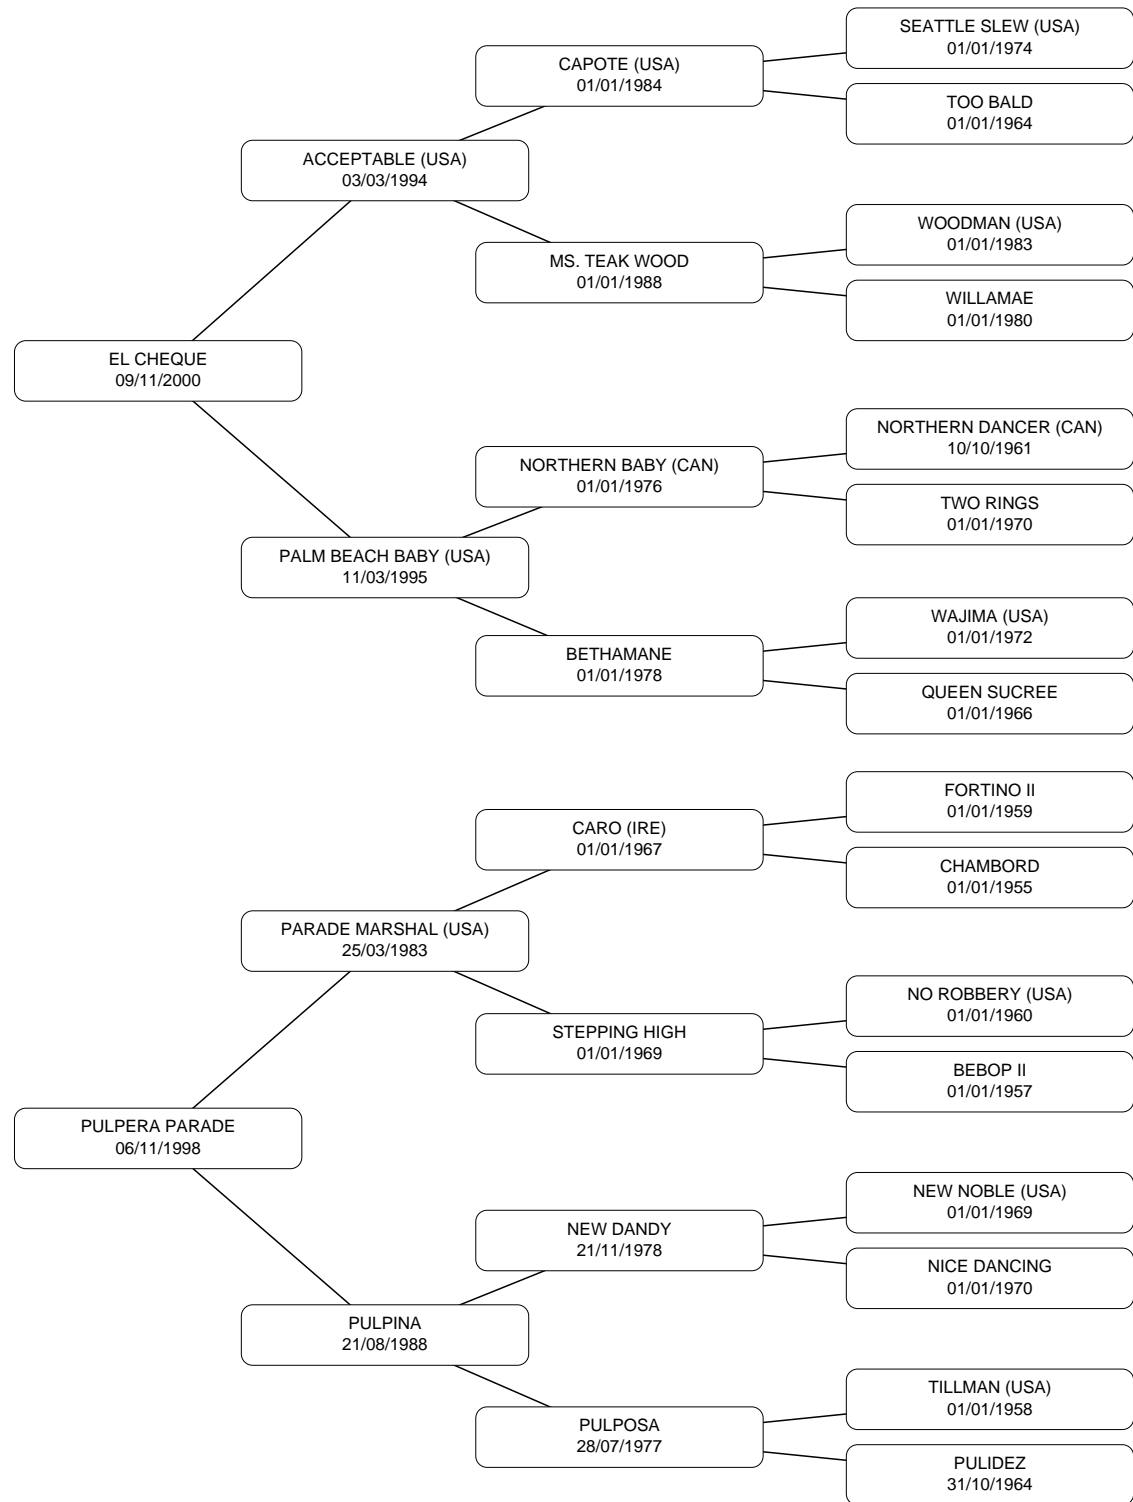 SEATTLE SLEW (USA)
01/01/1974
CAPOTE (USA)
01/01/1984
TOO BALD
01/01/1964
ACCEPTABLE (USA)
03/03/1994
WOODMAN (USA)
01/01/1983
MS. TEAK WOOD
01/01/1988
WILLAMAE
01/01/1980
EL CHEQUE
09/11/2000
NORTHERN DANCER (CAN)
10/10/1961
NORTHERN BABY (CAN)
01/01/1976
TWO RINGS
01/01/1970
PALM BEACH BABY (USA)
11/03/1995
WAJIMA (USA)
01/01/1972
BETHAMANE
01/01/1978
QUEEN SUCREE
01/01/1966
FORTINO II
01/01/1959
CARO (IRE)
01/01/1967
CHAMBORD
01/01/1955
PARADE MARSHAL (USA)
25/03/1983
NO ROBBERY (USA)
01/01/1960
STEPPING HIGH
01/01/1969
BEBOP II
01/01/1957
PULPERA PARADE
06/11/1998
NEW NOBLE (USA)
01/01/1969
NEW DANDY
21/11/1978
NICE DANCING
01/01/1970
PULPINA
21/08/1988
TILLMAN (USA)
01/01/1958
PULPOSA
28/07/1977
PULIDEZ
31/10/1964